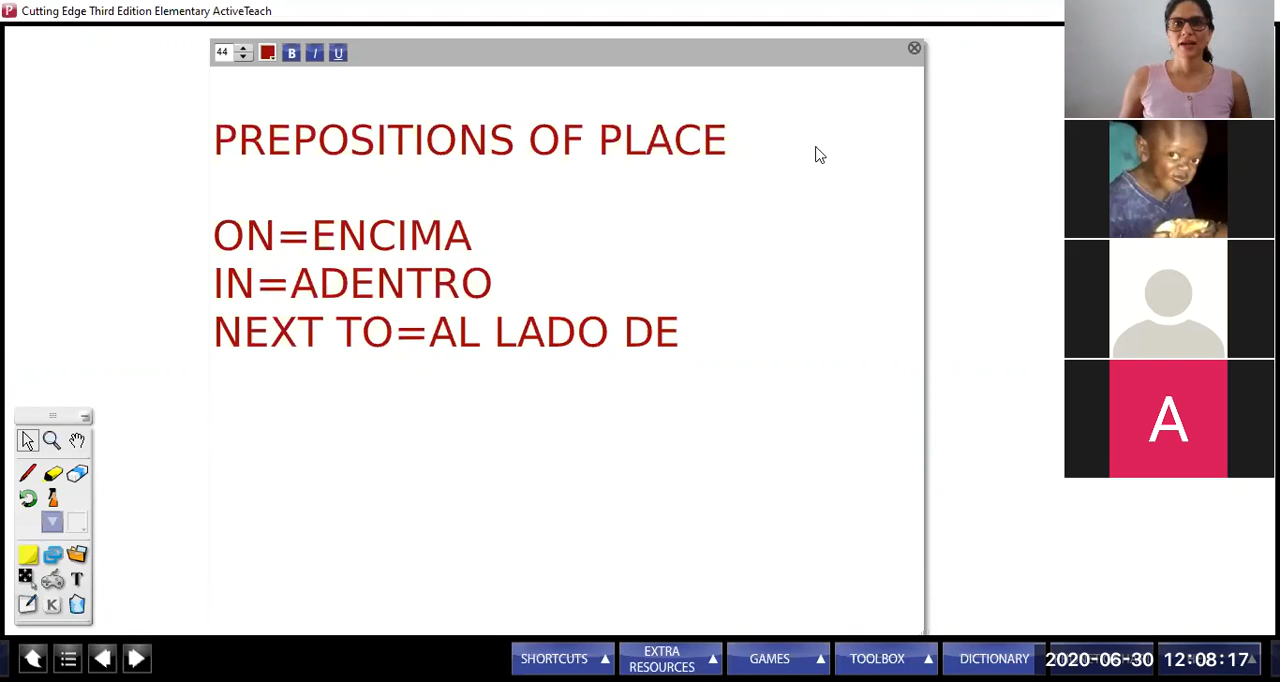 Cutting Edge Third Edition Elementary ActiveTeach
44 B I U
PREPOSITIONS OF PLACE
ON=ENCIMA
IN=ADENTRO
NEXT TO=AL LADO DE
A
T
K
SHORTCUTS
EXTRA
RESOURCES
GAMES
TOOLBOX
DICTIONARY
2020-06-30 12:08:17